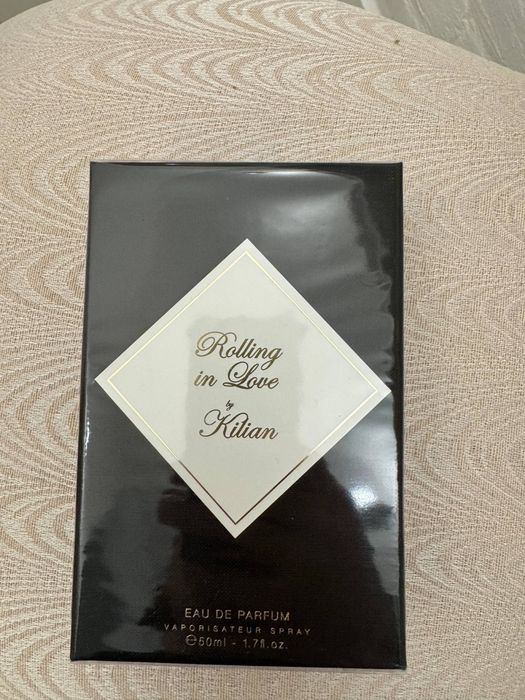 Rolling
in Love
by
Kilian
EAU DE PARFUM
VAPORISATEUR SPRAY
℮50ml - 1.7fl.oz.